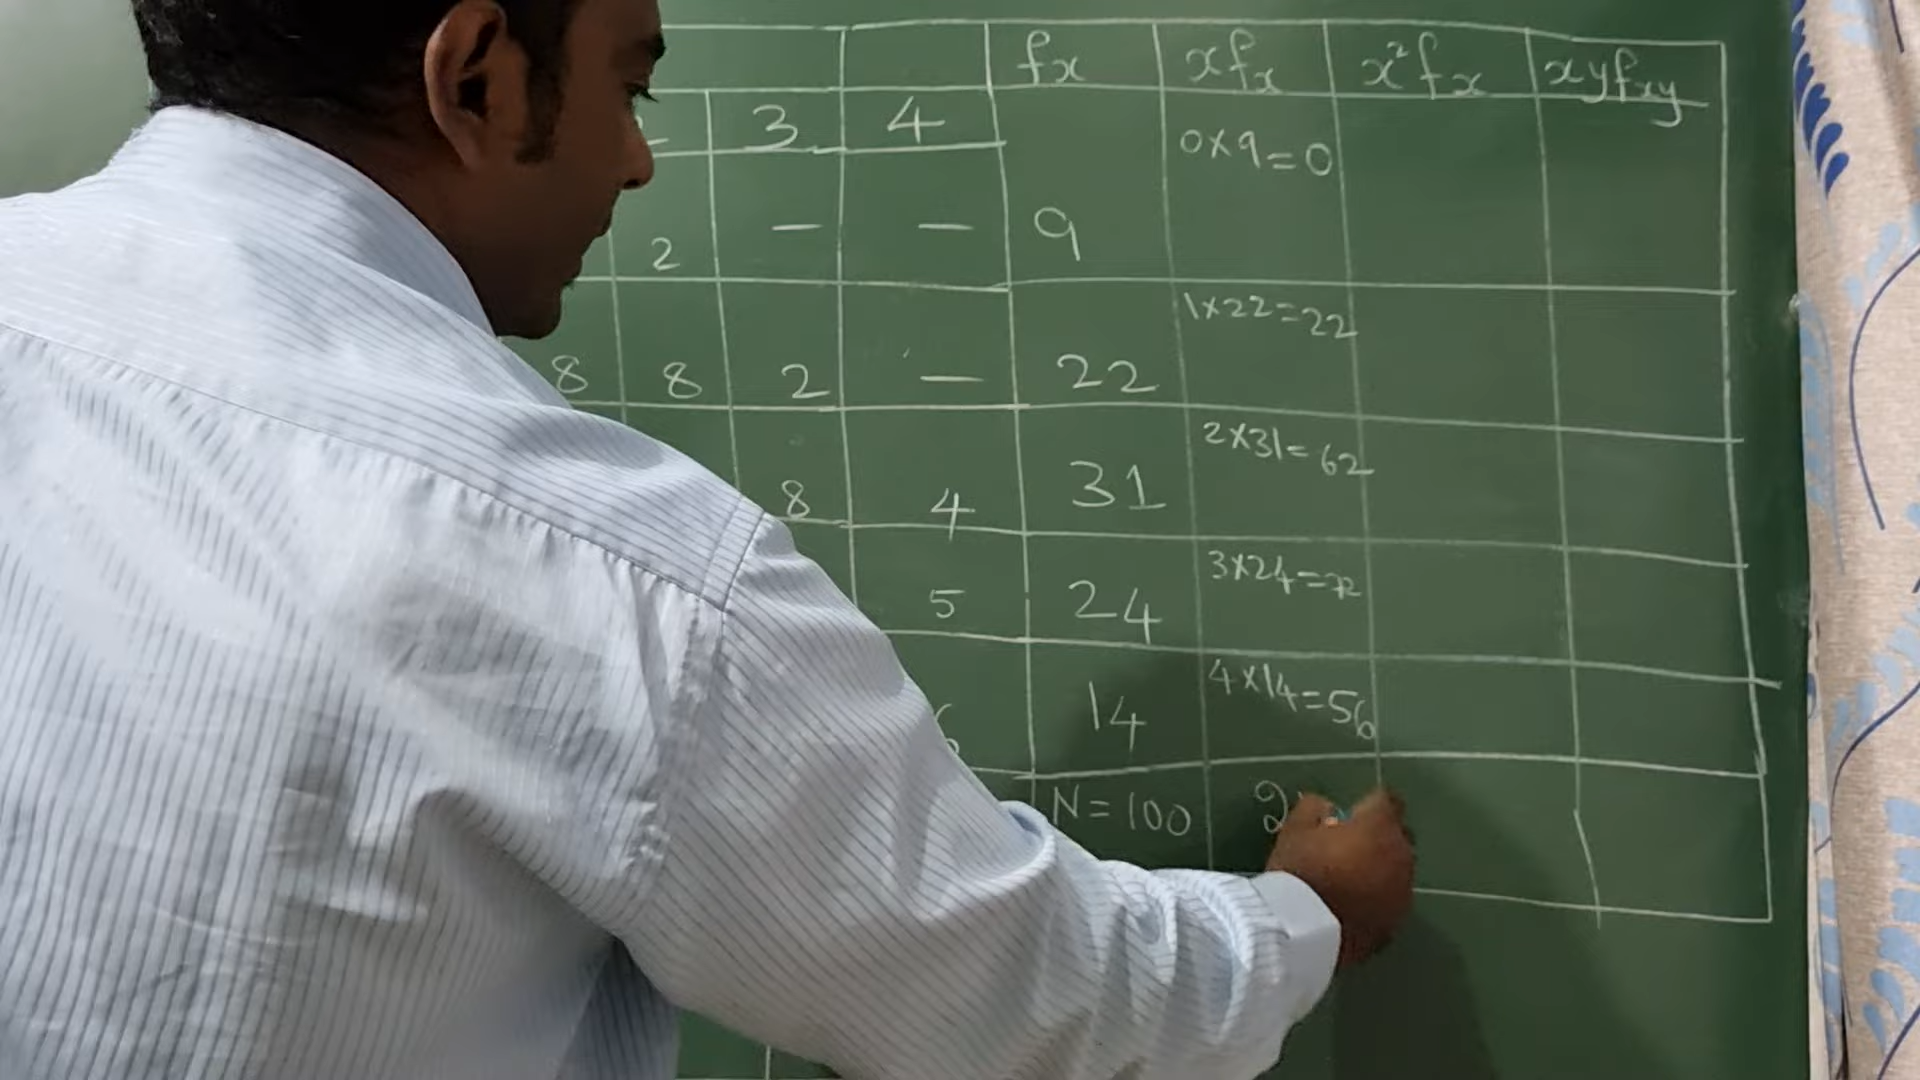 fx xfx x²fx xyfxy
3 4
0×9=0
2 — — 9
1×22=22
8 8 2 — 22
2×31=62
8 4 31
3×24=72
5 24
4×14=56
14
N=100